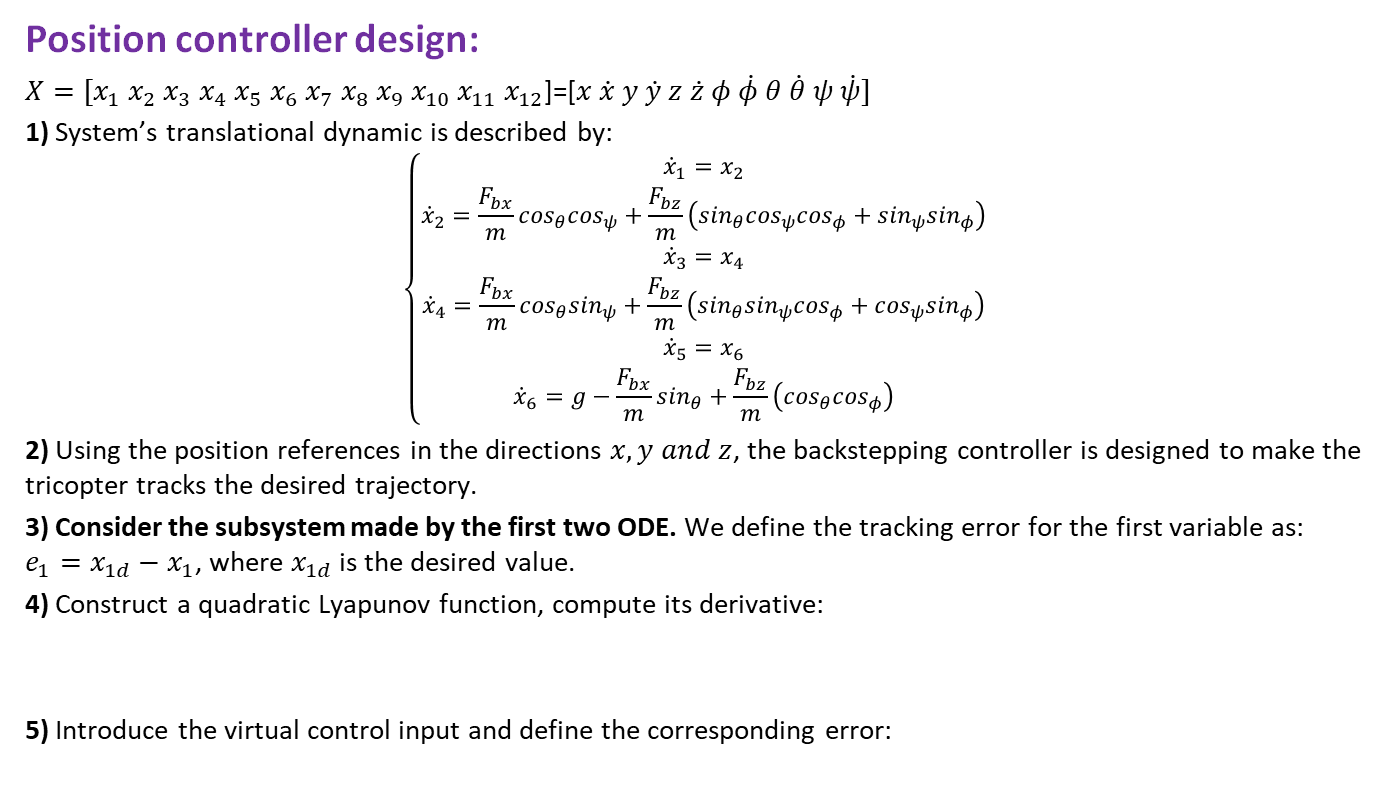 Position controller design:
X = [x₁ x₂ x₃ x₄ x₅ x₆ x₇ x₈ x₉ x₁₀ x₁₁ x₁₂]=[x ẋ y ẏ z ż ϕ ϕ̇ θ θ̇ ψ ψ̇]
1) System’s translational dynamic is described by:
ẋ₁ = x₂
ẋ₂ = F_bx/m cos_θ cos_ψ + F_bz/m (sin_θ cos_ψ cos_ϕ + sin_ψ sin_ϕ)
ẋ₃ = x₄
ẋ₄ = F_bx/m cos_θ sin_ψ + F_bz/m (sin_θ sin_ψ cos_ϕ + cos_ψ sin_ϕ)
ẋ₅ = x₆
ẋ₆ = g − F_bx/m sin_θ + F_bz/m (cos_θ cos_ϕ)
2) Using the position references in the directions x, y and z, the backstepping controller is designed to make the
tricopter tracks the desired trajectory.
3) Consider the subsystem made by the first two ODE. We define the tracking error for the first variable as:
e₁ = x_1d − x₁, where x_1d is the desired value.
4) Construct a quadratic Lyapunov function, compute its derivative:
5) Introduce the virtual control input and define the corresponding error: